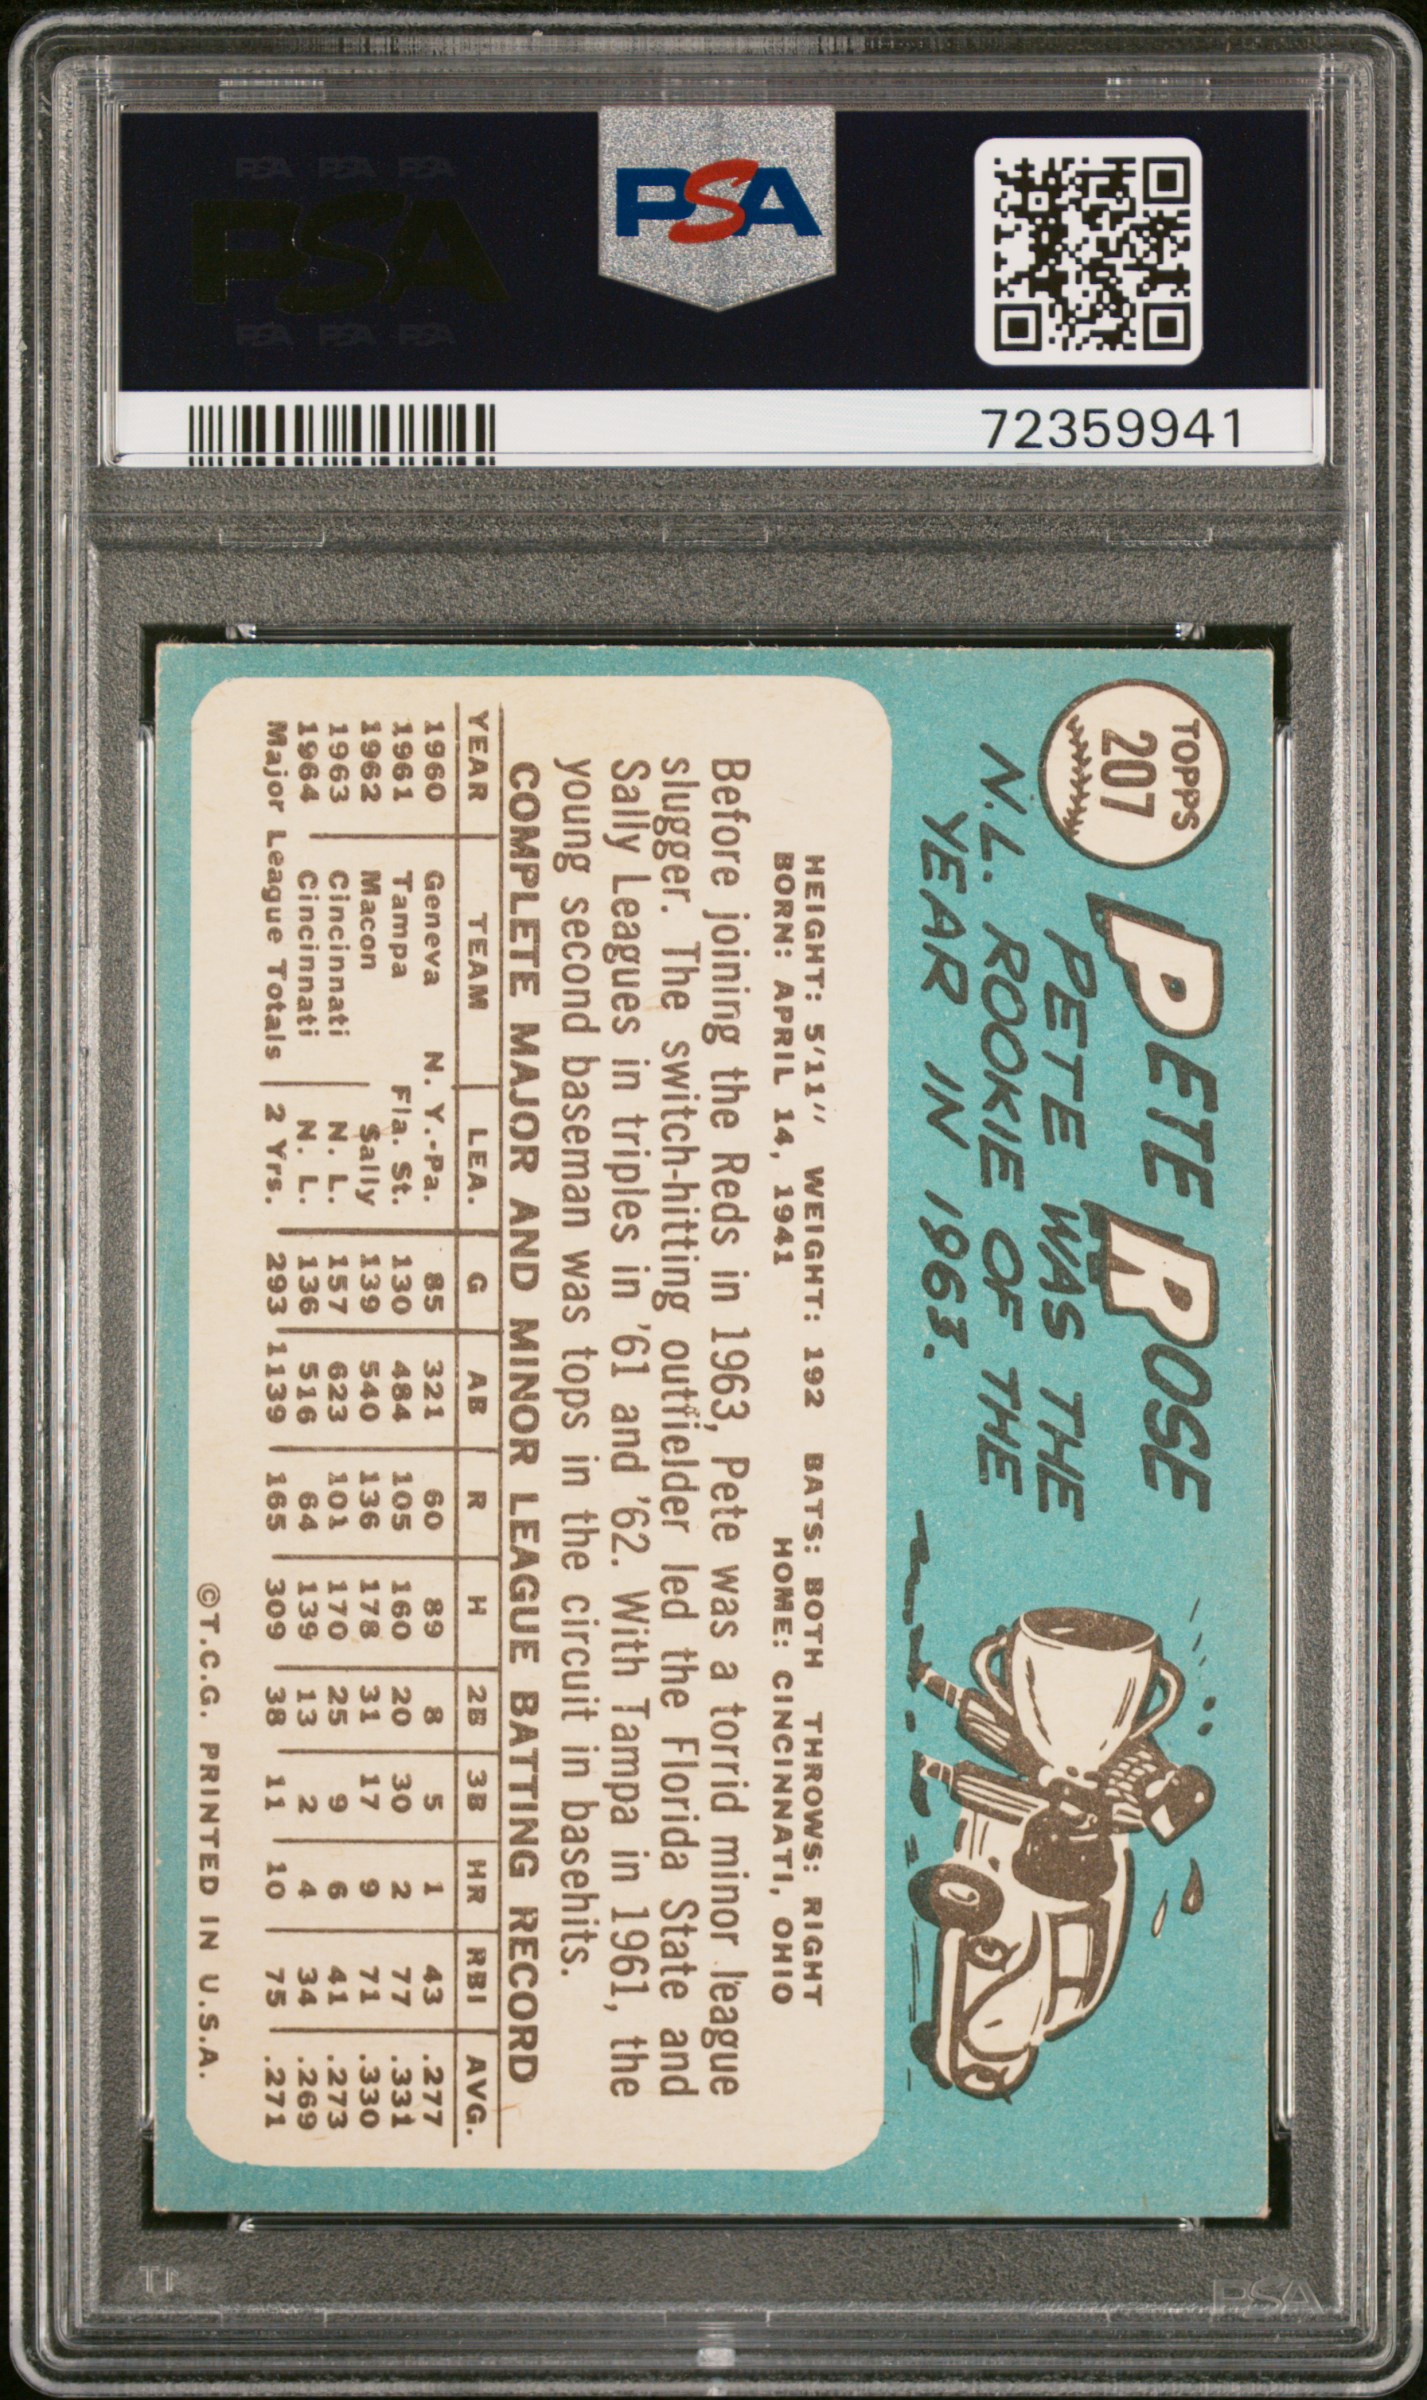 PSA PSA PSA
PSA
PSA PSA PSA
PSA
72359941
TOPPS
207
PETE ROSE
PETE WAS THE
N.L. ROOKIE OF THE
YEAR IN 1963.
HEIGHT: 5'11" WEIGHT: 192 BATS: BOTH THROWS: RIGHT
BORN: APRIL 14, 1941 HOME: CINCINNATI, OHIO
Before joining the Reds in 1963, Pete was a torrid minor league
slugger. The switch-hitting outfielder led the Florida State and
Sally Leagues in triples in '61 and '62. With Tampa in 1961, the
young second baseman was tops in the circuit in basehits.
COMPLETE MAJOR AND MINOR LEAGUE BATTING RECORD
YEAR TEAM LEA. G AB R H 2B 3B HR RBI AVG.
1960 Geneva N. Y.-Pa. 85 321 60 89 8 5 1 43 .277
1961 Tampa Fla. St. 130 484 105 160 20 30 2 77 .331
1962 Macon Sally 139 540 136 178 31 17 9 71 .330
1963 Cincinnati N. L. 157 623 101 170 25 9 6 41 .273
1964 Cincinnati N. L. 136 516 64 139 13 2 4 34 .269
Major League Totals 2 Yrs. 293 1139 165 309 38 11 10 75 .271
©T.C.G. PRINTED IN U.S.A.
PSA